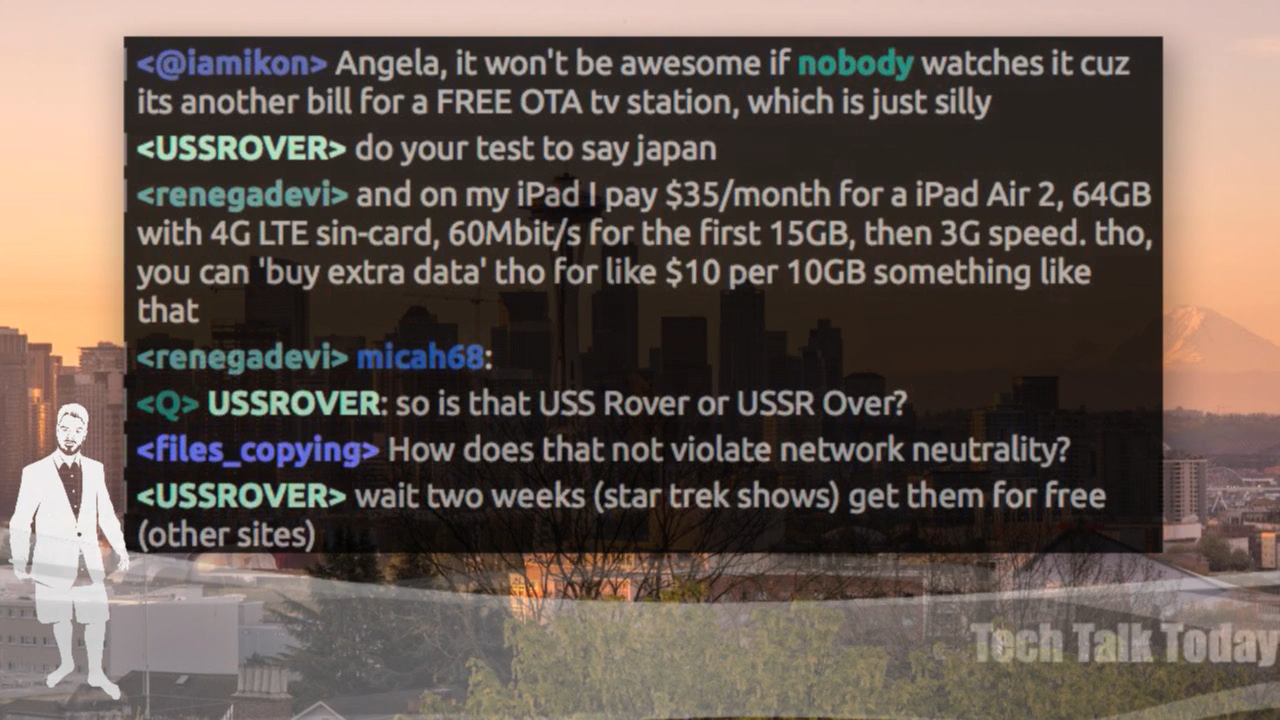 <@iamikon> Angela, it won't be awesome if nobody watches it cuz
its another bill for a FREE OTA tv station, which is just silly
<USSROVER> do your test to say japan
<renegadevi> and on my iPad I pay $35/month for a iPad Air 2, 64GB
with 4G LTE sin-card, 60Mbit/s for the first 15GB, then 3G speed. tho,
you can 'buy extra data' tho for like $10 per 10GB something like
that
<renegadevi> micah68:
<Q> USSROVER: so is that USS Rover or USSR Over?
<files_copying> How does that not violate network neutrality?
<USSROVER> wait two weeks (star trek shows) get them for free
(other sites)
Tech Talk Today